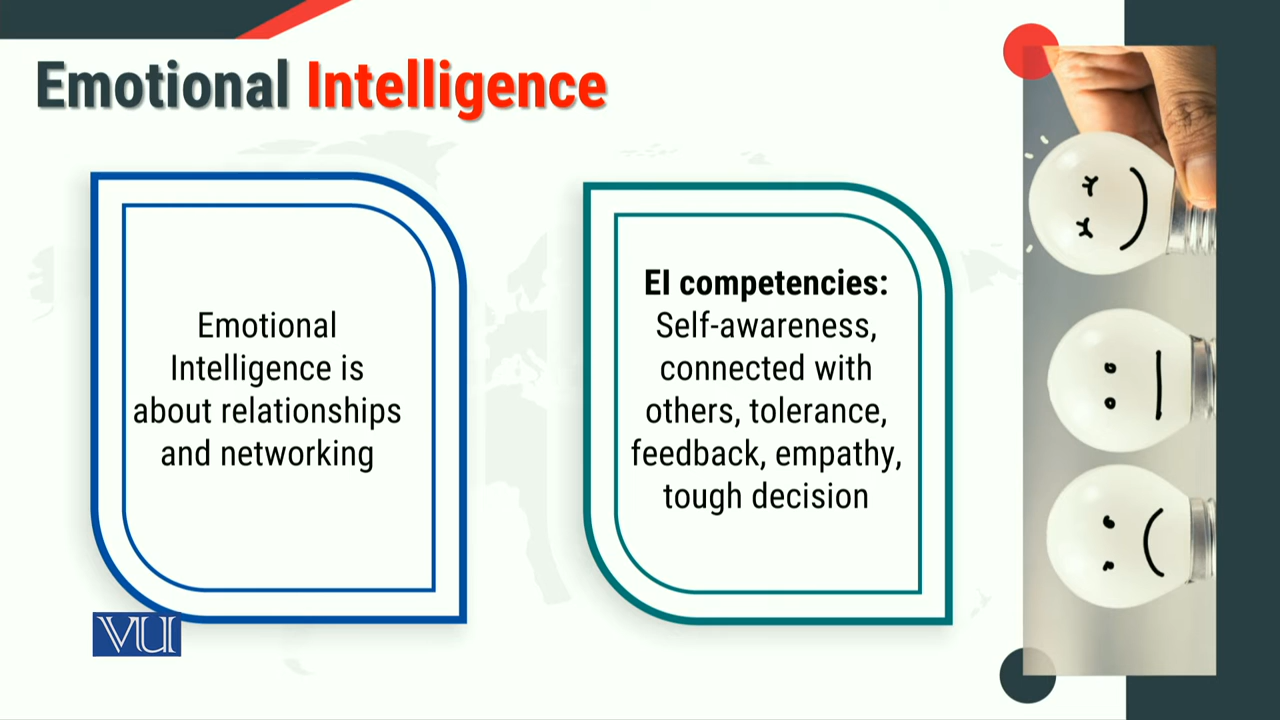 Emotional Intelligence
Emotional
Intelligence is
about relationships
and networking
EI competencies:
Self-awareness,
connected with
others, tolerance,
feedback, empathy,
tough decision
VU